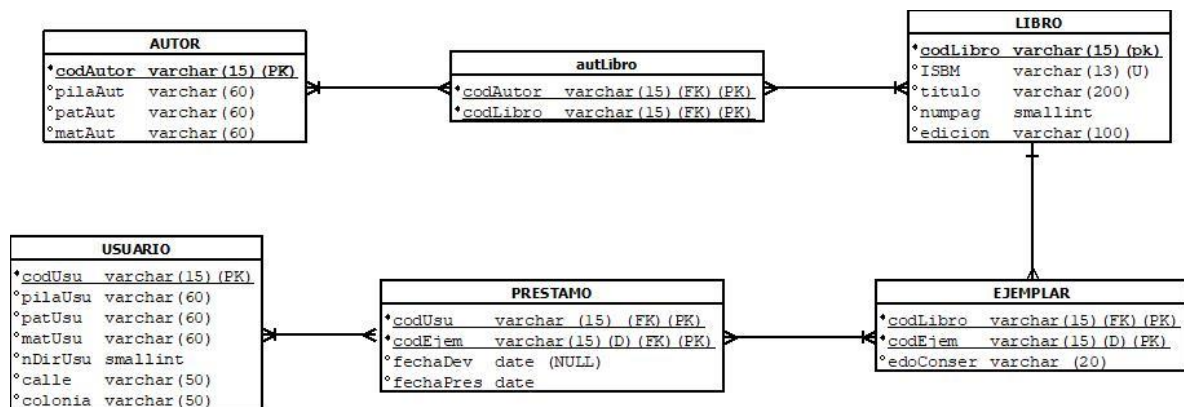 AUTOR
codAutor varchar(15)(PK)
pilaAut varchar(60)
patAut varchar(60)
matAut varchar(60)
autLibro
codAutor varchar(15)(FK)(PK)
codLibro varchar(15)(FK)(PK)
LIBRO
codLibro varchar(15)(pk)
ISBM varchar(13)(U)
titulo varchar(200)
numpag smallint
edicion varchar(100)
USUARIO
codUsu varchar(15)(PK)
pilaUsu varchar(60)
patUsu varchar(60)
matUsu varchar(60)
nDirUsu smallint
calle varchar(50)
colonia varchar(50)
PRESTAMO
codUsu varchar (15) (FK)(PK)
codEjem varchar(15)(D)(FK)(PK)
fechaDev date (NULL)
fechaPres date
EJEMPLAR
codLibro varchar(15)(FK)(PK)
codEjem varchar(15)(D)(PK)
edoConser varchar (20)